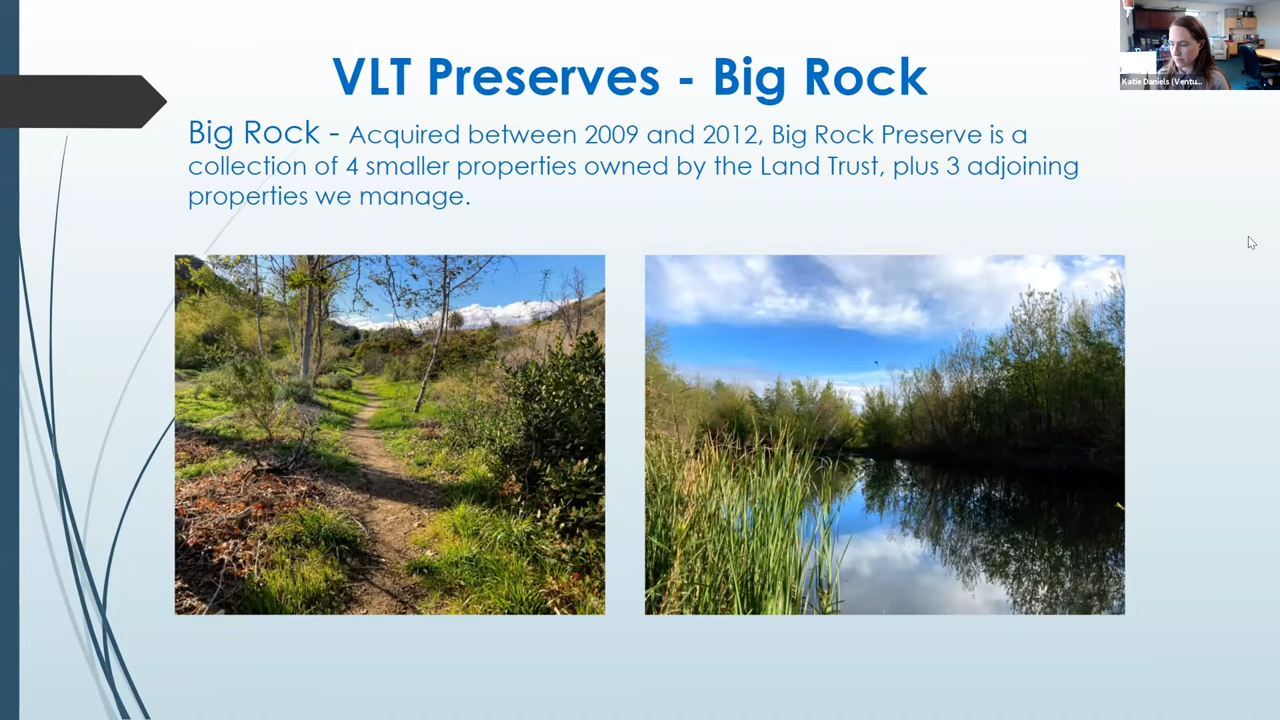 VLT Preserves - Big Rock
Big Rock - Acquired between 2009 and 2012, Big Rock Preserve is a
collection of 4 smaller properties owned by the Land Trust, plus 3 adjoining
properties we manage.
Katie Daniels (Ventu...